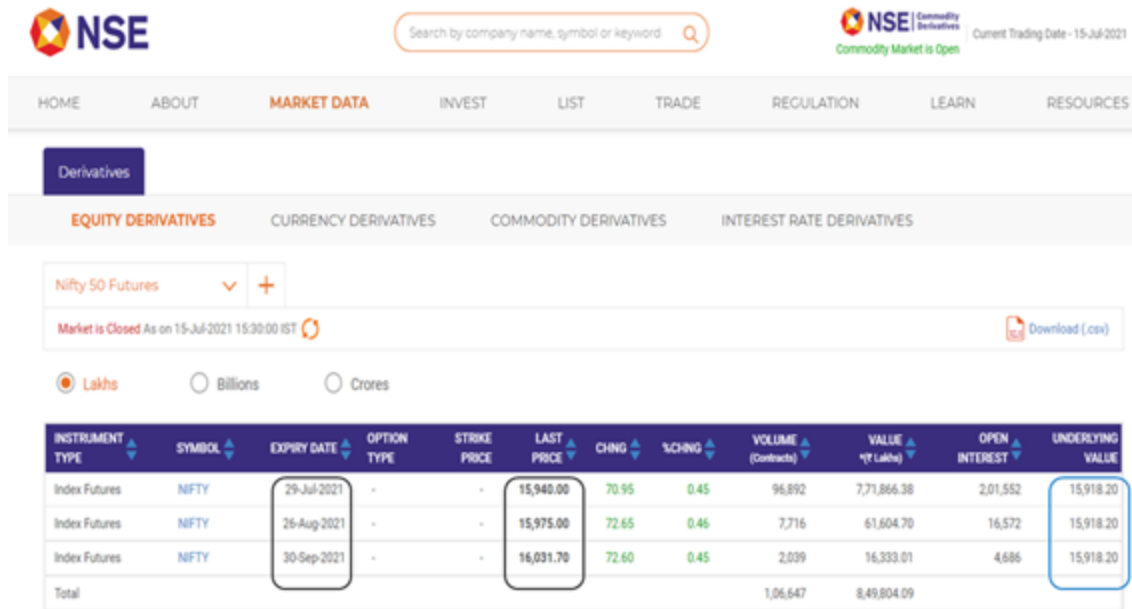 NSE
Search by company name, symbol or keyword
NSE Commodity Derivatives
Commodity Market is Open
Current Trading Date - 15-Jul-2021
HOME ABOUT MARKET DATA INVEST LIST TRADE REGULATION LEARN RESOURCES
Derivatives
EQUITY DERIVATIVES CURRENCY DERIVATIVES COMMODITY DERIVATIVES INTEREST RATE DERIVATIVES
Nifty 50 Futures +
Market is Closed As on 15-Jul-2021 15:30:00 IST Download (.csv)
Lakhs Billions Crores
INSTRUMENT TYPE SYMBOL EXPIRY DATE OPTION TYPE STRIKE PRICE LAST PRICE CHNG %CHNG VOLUME (Contracts) VALUE *(₹ Lakhs) OPEN INTEREST UNDERLYING VALUE
Index Futures NIFTY 29-Jul-2021 - - 15,940.00 70.95 0.45 96,892 7,71,866.38 2,01,552 15,918.20
Index Futures NIFTY 26-Aug-2021 - - 15,975.00 72.65 0.46 7,716 61,604.70 16,572 15,918.20
Index Futures NIFTY 30-Sep-2021 - - 16,031.70 72.60 0.45 2,039 16,333.01 4,686 15,918.20
Total 1,06,647 8,49,804.09